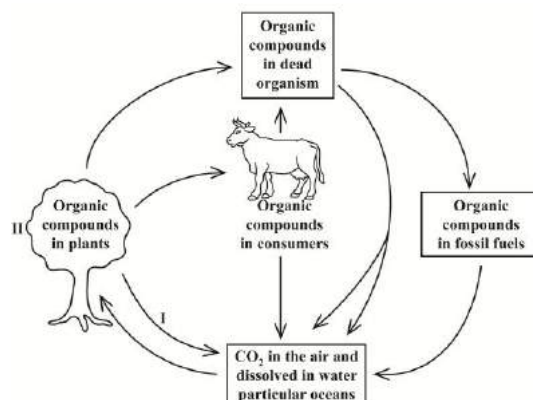 Organic
compounds
in dead
organism
II
Organic
compounds
in plants
Organic
compounds
in consumers
Organic
compounds
in fossil fuels
I
CO₂ in the air and
dissolved in water
particular oceans